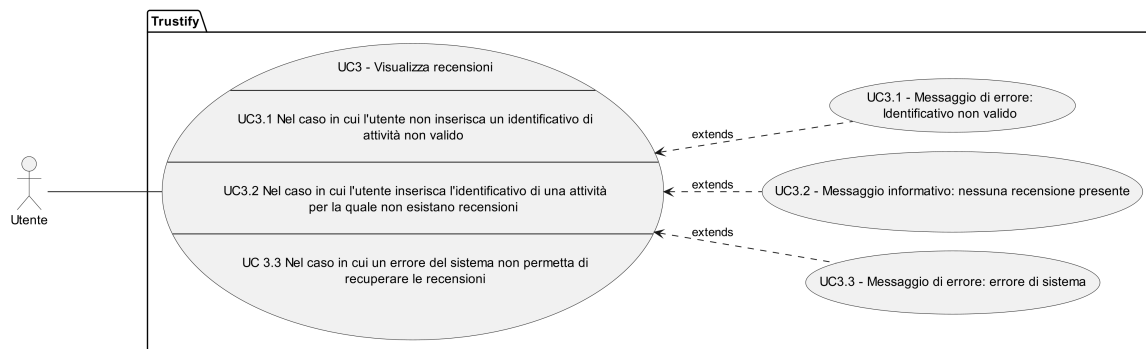 Trustify
UC3 - Visualizza recensioni
UC3.1 Nel caso in cui l'utente non inserisca un identificativo di
attività non valido
UC3.2 Nel caso in cui l'utente inserisca l'identificativo di una attività
per la quale non esistano recensioni
UC 3.3 Nel caso in cui un errore del sistema non permetta di
recuperare le recensioni
Utente
extends
extends
extends
UC3.1 - Messaggio di errore:
Identificativo non valido
UC3.2 - Messaggio informativo: nessuna recensione presente
UC3.3 - Messaggio di errore: errore di sistema